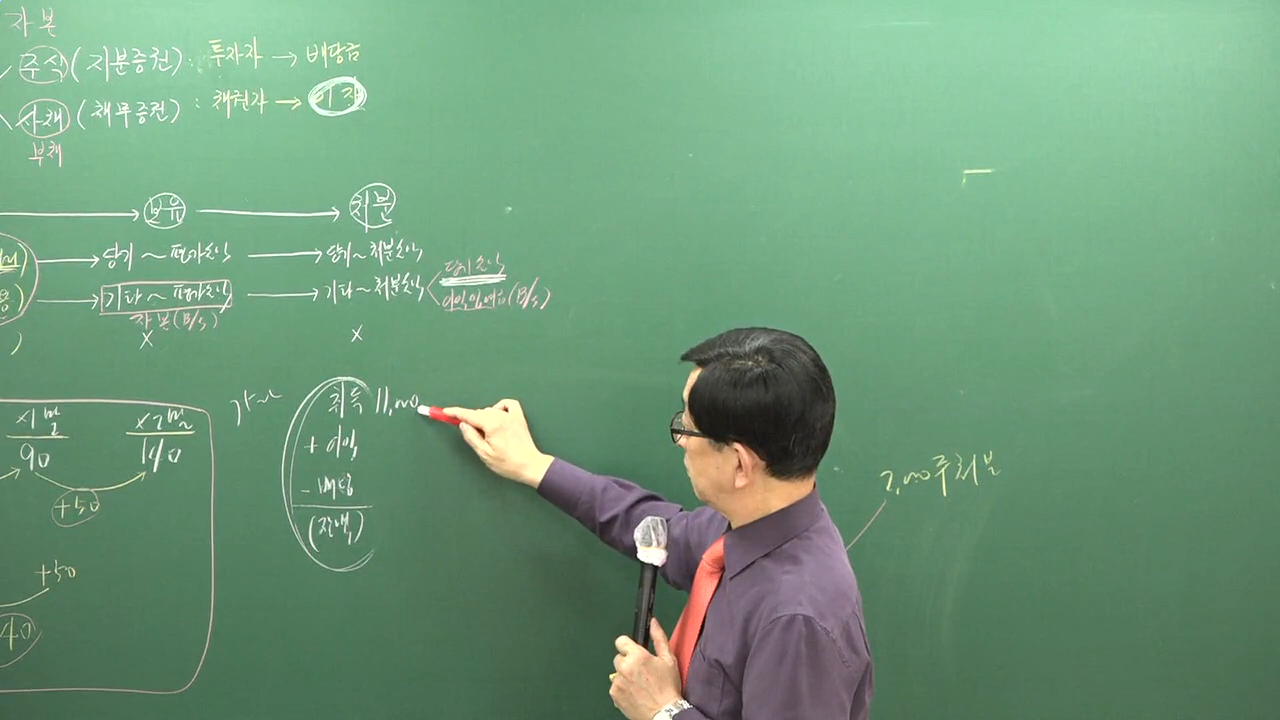 자본
주식 (지분증권) : 투자자 → 배당금
사채 (채무증권) : 채권자 → 이자
부채
→ 보유 → 처분
→ 당기~평가손익 → 당기~처분손익
→ 기타~평가손익 → 기타~처분손익 < 당기손익
이익잉여금 (B/S)
자본 (B/S)
X X
)
X1말 X2말
90 140
+50
+50
40
취득 11,000
+ 이익
- 배당
(잔액)
2,000주 처분